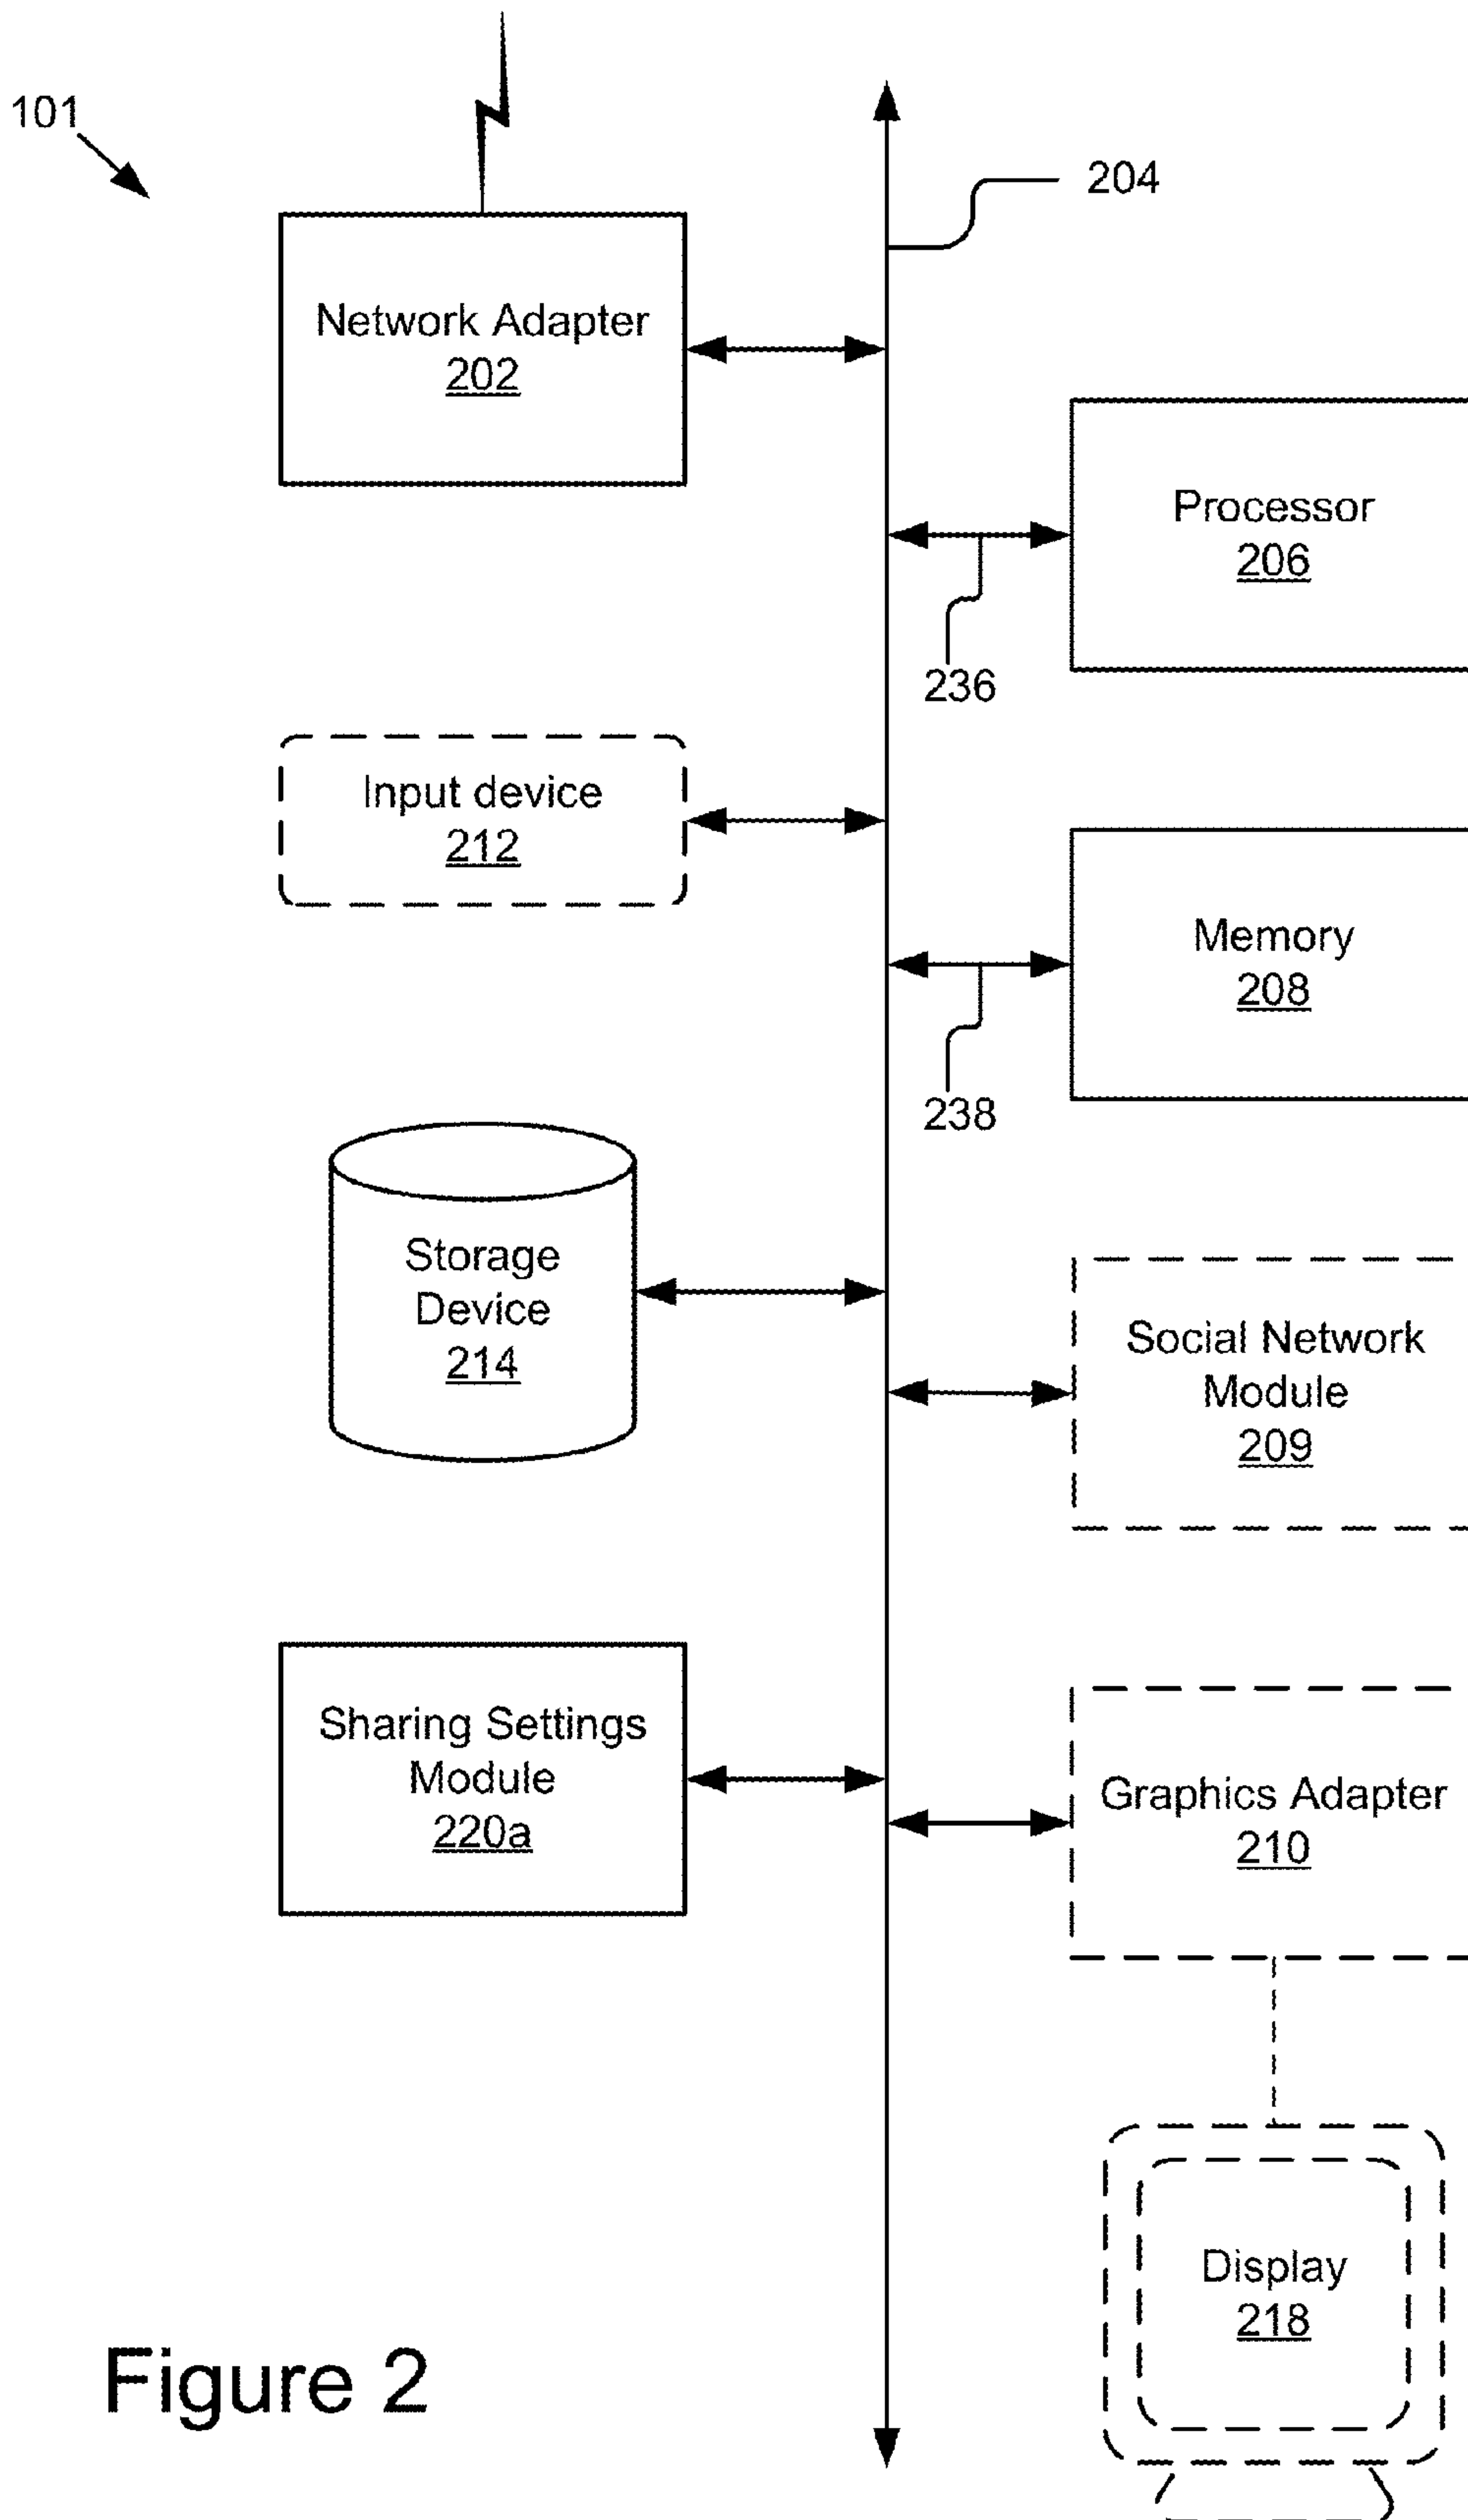 101
204
Network Adapter
202
Processor
206
236
Input device
212
Memory
208
238
Storage
Device
214
Social Network
Module
209
Sharing Settings
Module
220a
Graphics Adapter
210
Display
218
Figure 2